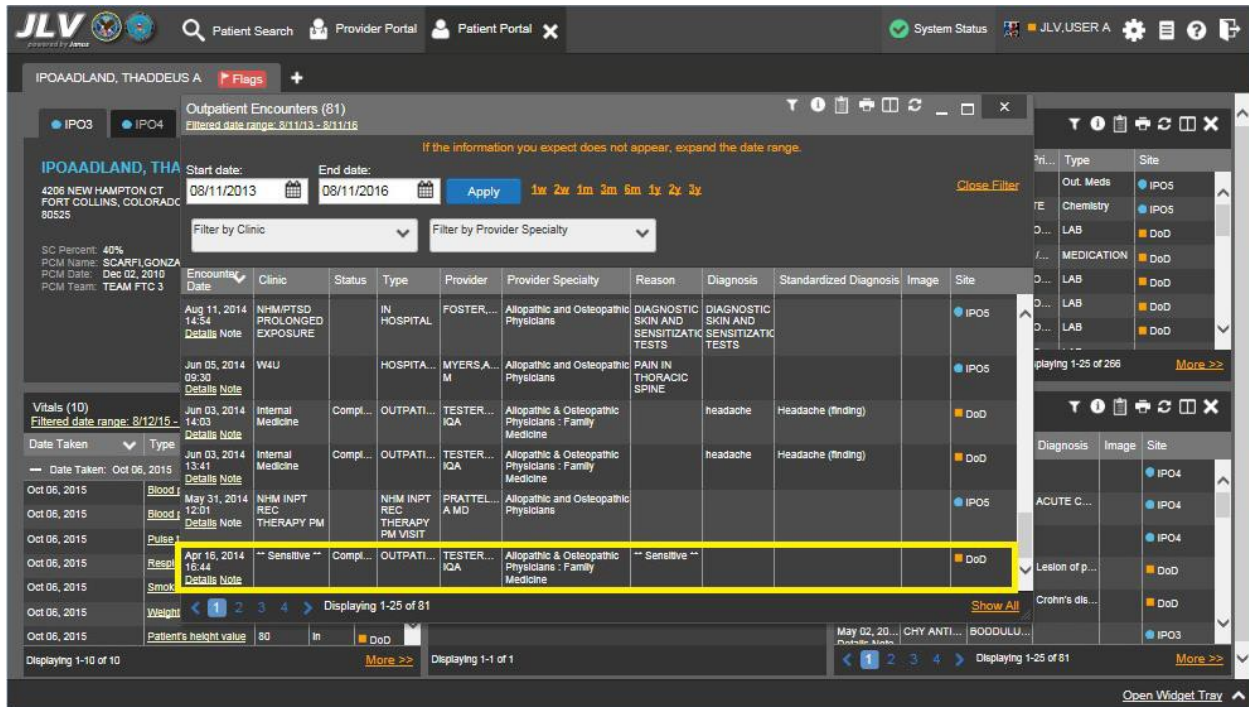 JLV
powered by Janus
Patient Search
Provider Portal
Patient Portal
System Status
JLV,USER A
IPOAADLAND, THADDEUS A
Flags
IPO3
IPO4
IPOAADLAND, THA
4206 NEW HAMPTON CT
FORT COLLINS, COLORADO
80525
SC Percent: 40%
PCM Name: SCARFI,GONZA
PCM Date: Dec 02, 2010
PCM Team: TEAM FTC 3
Outpatient Encounters (81)
Filtered date range: 8/11/13 - 8/11/16
If the information you expect does not appear, expand the date range.
Start date:
End date:
08/11/2013
08/11/2016
Apply
1w 2w 1m 3m 6m 1y 2y 3y
Close Filter
Filter by Clinic
Filter by Provider Specialty
Encounter Date Clinic Status Type Provider Provider Specialty Reason Diagnosis Standardized Diagnosis Image Site
Aug 11, 2014
14:54
Details Note
NHM/PTSD
PROLONGED
EXPOSURE
IN
HOSPITAL
FOSTER,...
Allopathic and Osteopathic
Physicians
DIAGNOSTIC
SKIN AND
SENSITIZATIC
TESTS
DIAGNOSTIC
SKIN AND
SENSITIZATIC
TESTS
IPO5
Jun 05, 2014
09:30
Details Note
W4U
HOSPITA...
MYERS,A...
M
Allopathic and Osteopathic
Physicians
PAIN IN
THORACIC
SPINE
IPO5
Jun 03, 2014
14:03
Details Note
Internal
Medicine
Compl...
OUTPATI...
TESTER...
IQA
Allopathic & Osteopathic
Physicians : Family
Medicine
headache
Headache (finding)
DoD
Jun 03, 2014
13:41
Details Note
Internal
Medicine
Compl...
OUTPATI...
TESTER...
IQA
Allopathic & Osteopathic
Physicians : Family
Medicine
headache
Headache (finding)
DoD
May 31, 2014
12:01
Details Note
NHM INPT
REC
THERAPY PM
NHM INPT
REC
THERAPY
PM VISIT
PRATTEL...
A MD
Allopathic and Osteopathic
Physicians
IPO5
Apr 16, 2014
16:44
Details Note
** Sensitive **
Compl...
OUTPATI...
TESTER...
IQA
Allopathic & Osteopathic
Physicians : Family
Medicine
** Sensitive **
DoD
1 2 3 4 Displaying 1-25 of 81
Show All
Pri... Type Site
Out. Meds IPO5
TE Chemistry IPO5
LAB DoD
MEDICATION DoD
LAB DoD
LAB DoD
LAB DoD
playing 1-25 of 266
More >>
Vitals (10)
Filtered date range: 8/12/15 -
Date Taken Type
Date Taken: Oct 06, 2015
Oct 06, 2015 Blood p
Oct 06, 2015 Blood p
Oct 06, 2015 Pulse
Oct 06, 2015 Respi
Oct 06, 2015 Smok
Oct 06, 2015 Weight
Oct 06, 2015 Patient's height value 80 in DoD
Displaying 1-10 of 10
More >>
Displaying 1-1 of 1
Diagnosis Image Site
IPO4
ACUTE C... IPO4
IPO4
Lesion of p... DoD
Crohn's dis... DoD
May 02, 20... CHY ANTI... BODDULU... IPO3
Details Note
1 2 3 4 Displaying 1-25 of 81
More >>
Open Widget Tray